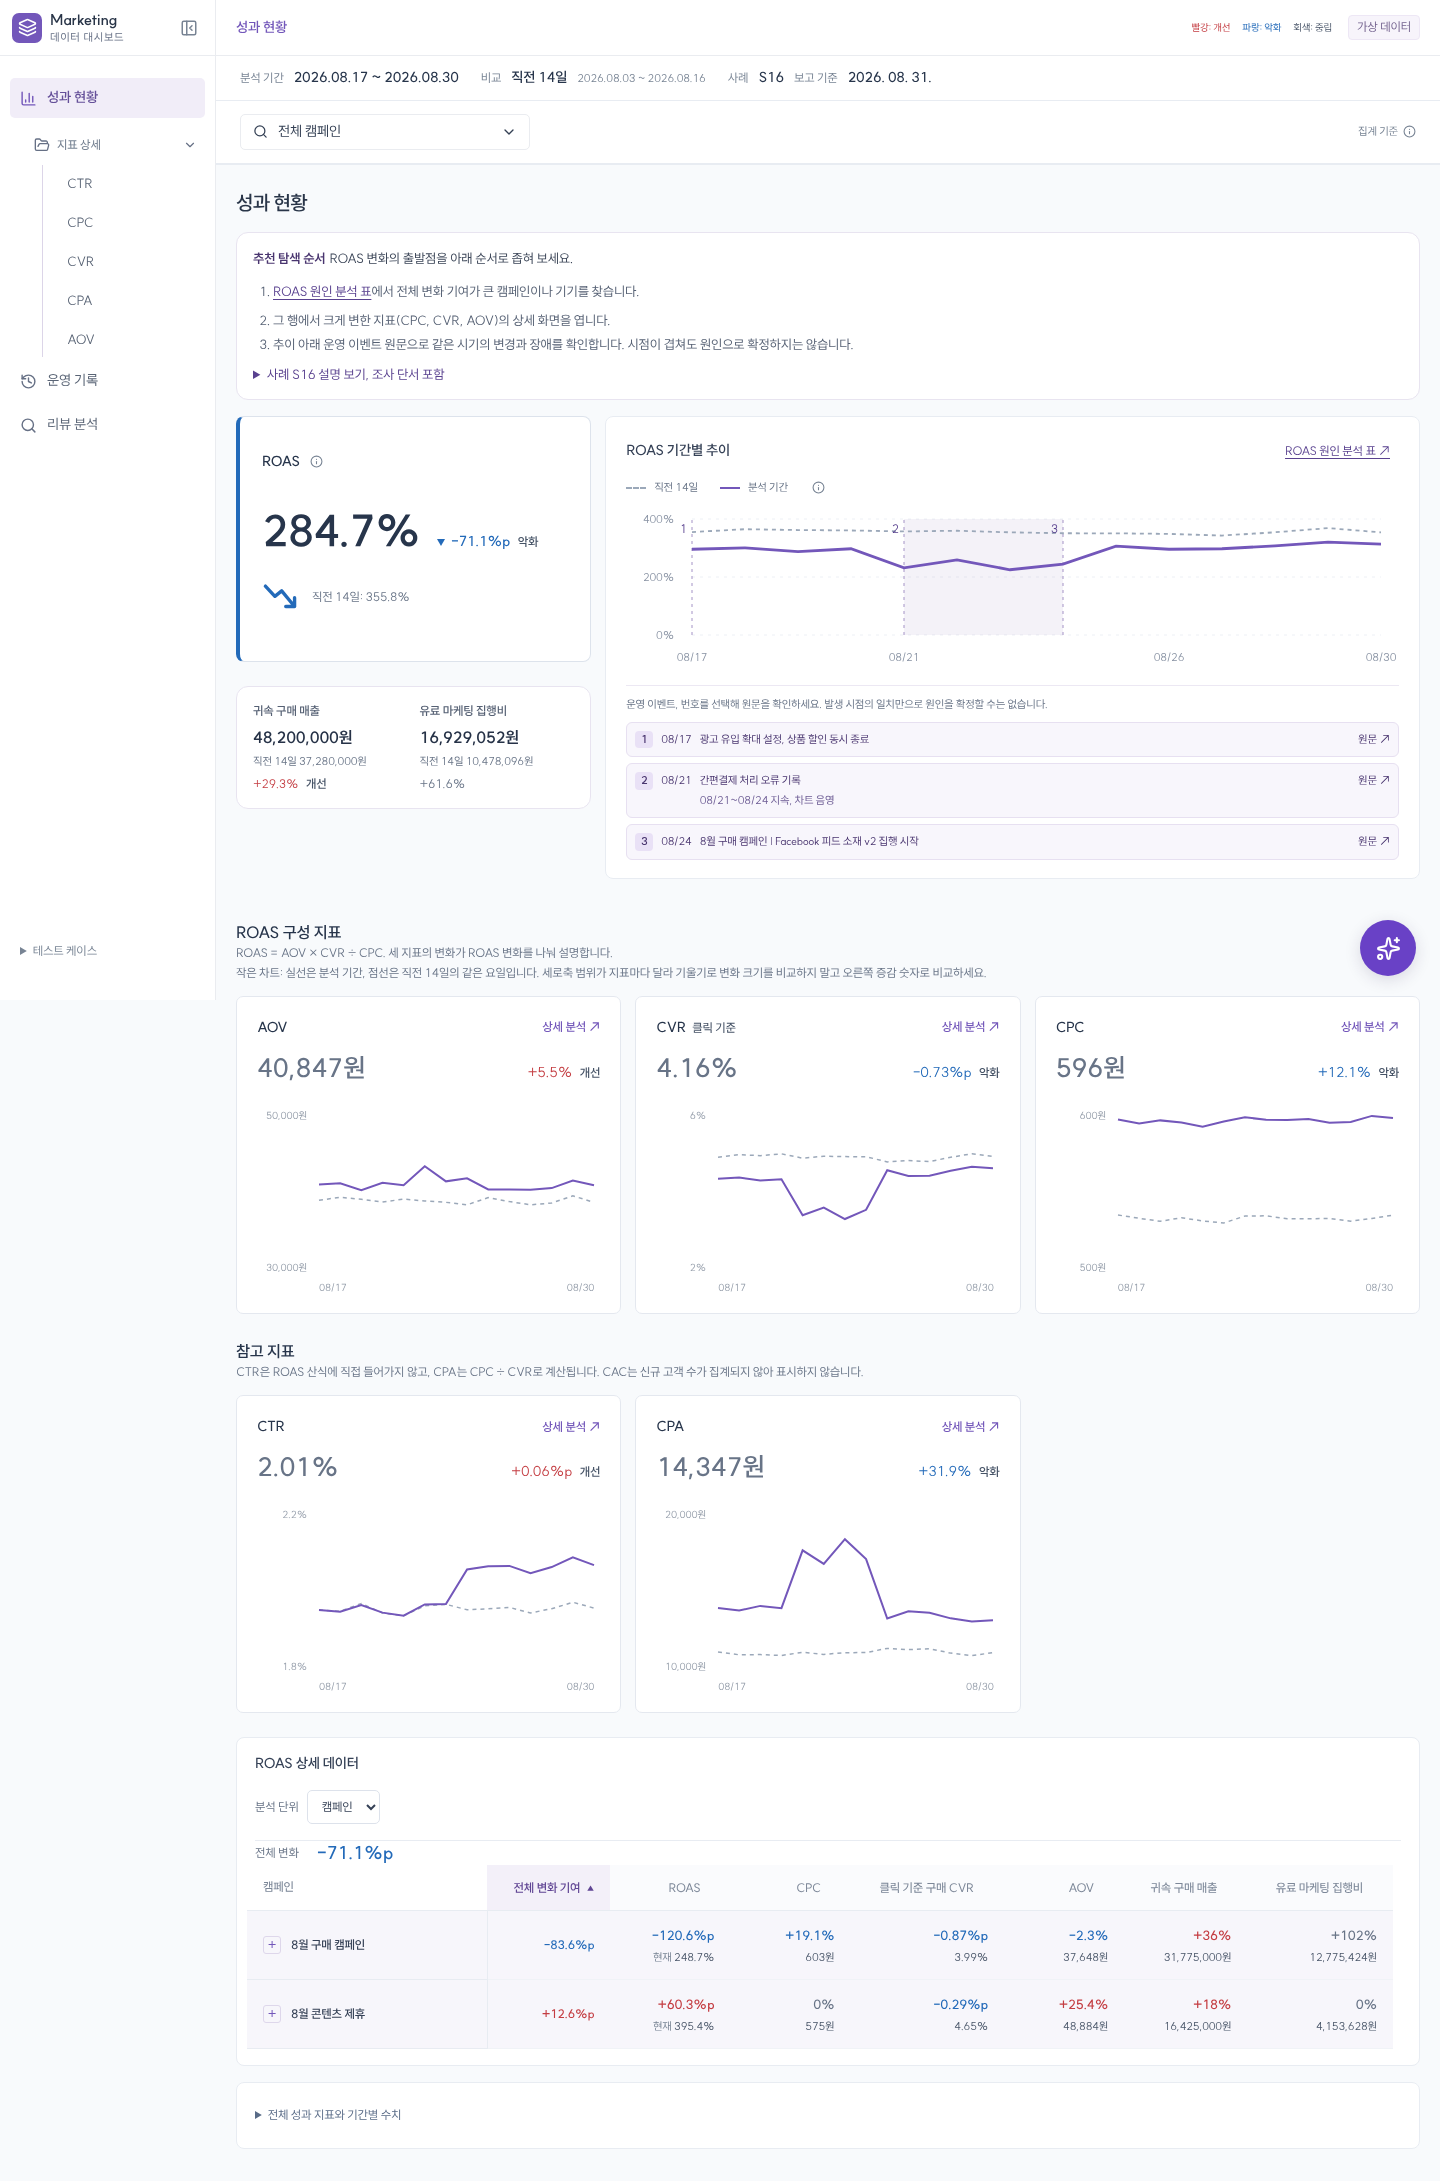 Marketing
데이터 대시보드
성과 현황
빨강: 개선 파랑: 악화 회색: 중립 가상 데이터
분석 기간 2026.08.17 ~ 2026.08.30 비교 직전 14일 2026.08.03 ~ 2026.08.16 사례 S16 보고 기준 2026. 08. 31.
전체 캠페인
집계 기준
성과 현황
지표 상세
CTR
CPC
CVR
CPA
AOV
운영 기록
리뷰 분석
테스트 케이스
성과 현황
추천 탐색 순서 ROAS 변화의 출발점을 아래 순서로 좁혀 보세요.
1. ROAS 원인 분석 표에서 전체 변화 기여가 큰 캠페인이나 기기를 찾습니다.
2. 그 행에서 크게 변한 지표(CPC, CVR, AOV)의 상세 화면을 엽니다.
3. 추이 아래 운영 이벤트 원문으로 같은 시기의 변경과 장애를 확인합니다. 시점이 겹쳐도 원인으로 확정하지는 않습니다.
▶ 사례 S16 설명 보기, 조사 단서 포함
ROAS
284.7% ▼ −71.1%p 악화
직전 14일: 355.8%
귀속 구매 매출 유료 마케팅 집행비
48,200,000원 16,929,052원
직전 14일 37,280,000원 직전 14일 10,478,096원
+29.3% 개선 +61.6%
ROAS 기간별 추이 ROAS 원인 분석 표 ↗
직전 14일 분석 기간
400%
1 2 3
200%
0%
08/17 08/21 08/26 08/30
운영 이벤트, 번호를 선택해 원문을 확인하세요. 발생 시점의 일치만으로 원인을 확정할 수는 없습니다.
1 08/17 광고 유입 확대 설정, 상품 할인 동시 종료 원문 ↗
2 08/21 간편결제 처리 오류 기록 원문 ↗
08/21~08/24 지속, 차트 음영
3 08/24 8월 구매 캠페인 | Facebook 피드 소재 v2 집행 시작 원문 ↗
ROAS 구성 지표
ROAS = AOV × CVR ÷ CPC. 세 지표의 변화가 ROAS 변화를 나눠 설명합니다.
작은 차트: 실선은 분석 기간, 점선은 직전 14일의 같은 요일입니다. 세로축 범위가 지표마다 달라 기울기로 변화 크기를 비교하지 말고 오른쪽 증감 숫자로 비교하세요.
AOV 상세 분석 ↗
40,847원 +5.5% 개선
50,000원
30,000원
08/17 08/30
CVR 클릭 기준 상세 분석 ↗
4.16% −0.73%p 악화
6%
2%
08/17 08/30
CPC 상세 분석 ↗
596원 +12.1% 악화
600원
500원
08/17 08/30
참고 지표
CTR은 ROAS 산식에 직접 들어가지 않고, CPA는 CPC ÷ CVR로 계산됩니다. CAC는 신규 고객 수가 집계되지 않아 표시하지 않습니다.
CTR 상세 분석 ↗
2.01% +0.06%p 개선
2.2%
1.8%
08/17 08/30
CPA 상세 분석 ↗
14,347원 +31.9% 악화
20,000원
10,000원
08/17 08/30
ROAS 상세 데이터
분석 단위 캠페인
전체 변화 −71.1%p
캠페인 전체 변화 기여 ▲ ROAS CPC 클릭 기준 구매 CVR AOV 귀속 구매 매출 유료 마케팅 집행비
+ 8월 구매 캠페인 −83.6%p −120.6%p +19.1% −0.87%p −2.3% +36% +102%
현재 248.7% 603원 3.99% 37,648원 31,775,000원 12,775,424원
+ 8월 콘텐츠 제휴 +12.6%p +60.3%p 0% −0.29%p +25.4% +18% 0%
현재 395.4% 575원 4.65% 48,884원 16,425,000원 4,153,628원
▶ 전체 성과 지표와 기간별 수치